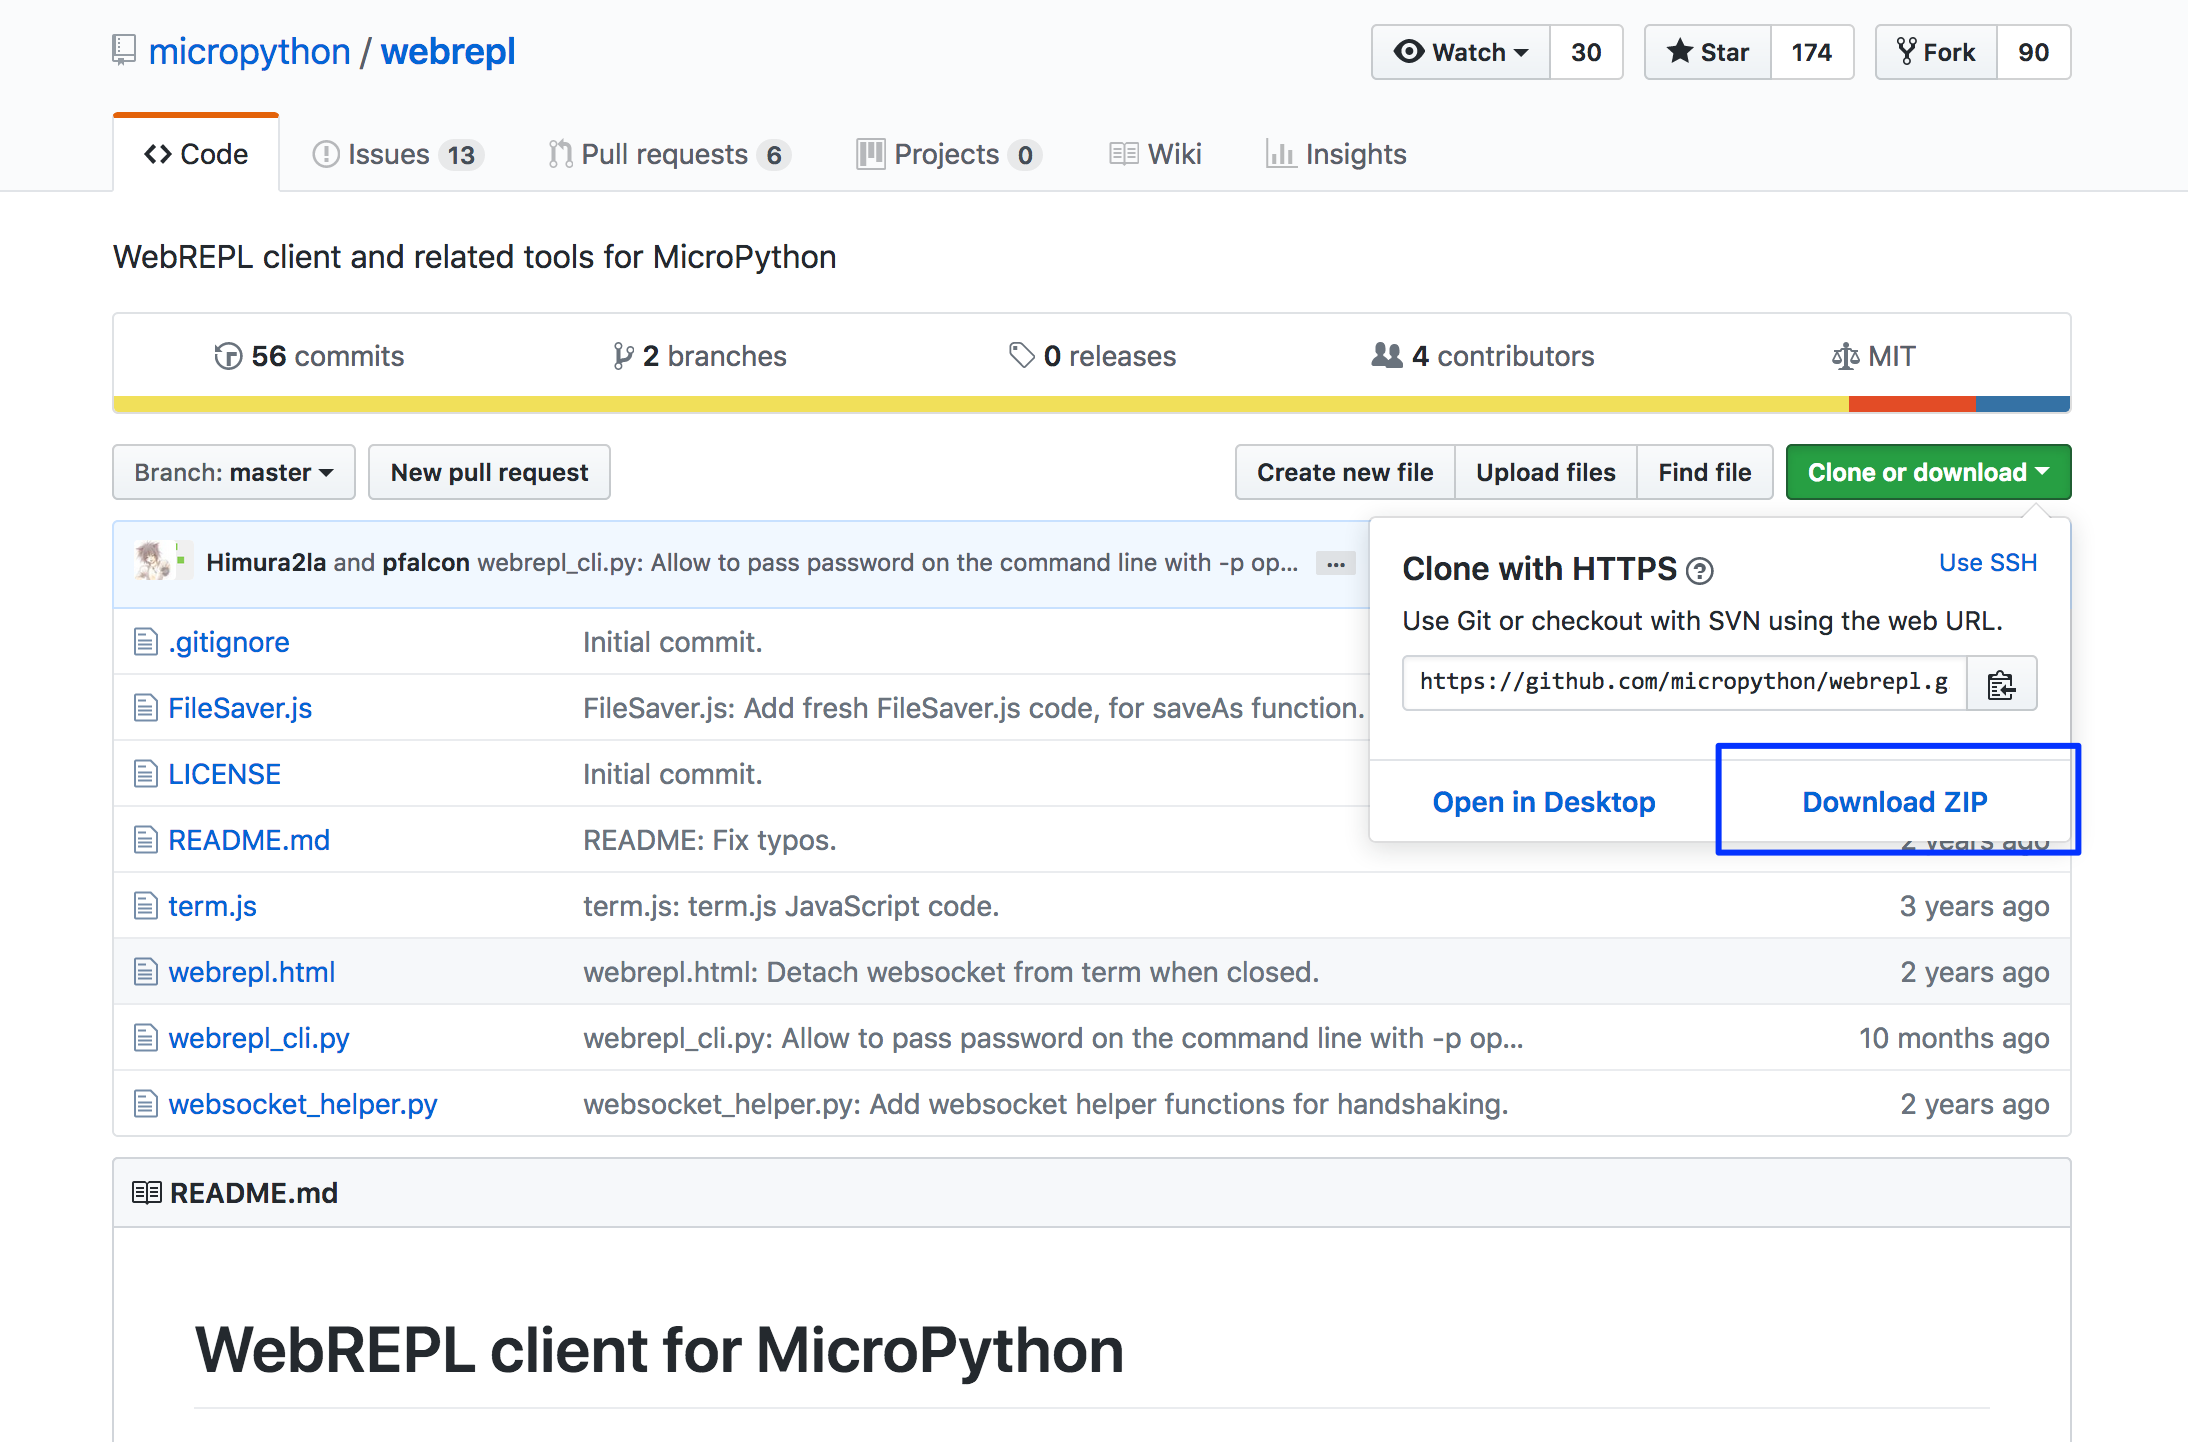 micropython / webrepl
Watch 30 Star 174 Fork 90
Code Issues 13 Pull requests 6 Projects 0 Wiki Insights
WebREPL client and related tools for MicroPython
56 commits 2 branches 0 releases 4 contributors MIT
Branch: master New pull request Create new file Upload files Find file Clone or download
Himura2la and pfalcon webrepl_cli.py: Allow to pass password on the command line with -p op... ...
Clone with HTTPS ? Use SSH
Use Git or checkout with SVN using the web URL.
https://github.com/micropython/webrepl.g
Open in Desktop Download ZIP
.gitignore Initial commit.
FileSaver.js FileSaver.js: Add fresh FileSaver.js code, for saveAs function.
LICENSE Initial commit.
README.md README: Fix typos. 2 years ago
term.js term.js: term.js JavaScript code. 3 years ago
webrepl.html webrepl.html: Detach websocket from term when closed. 2 years ago
webrepl_cli.py webrepl_cli.py: Allow to pass password on the command line with -p op... 10 months ago
websocket_helper.py websocket_helper.py: Add websocket helper functions for handshaking. 2 years ago
README.md
WebREPL client for MicroPython